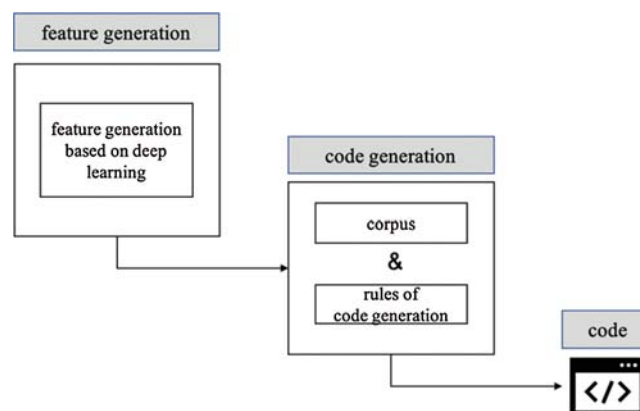 feature generation
feature generation
based on deep
learning
code generation
corpus
&
rules of
code generation
code
</>